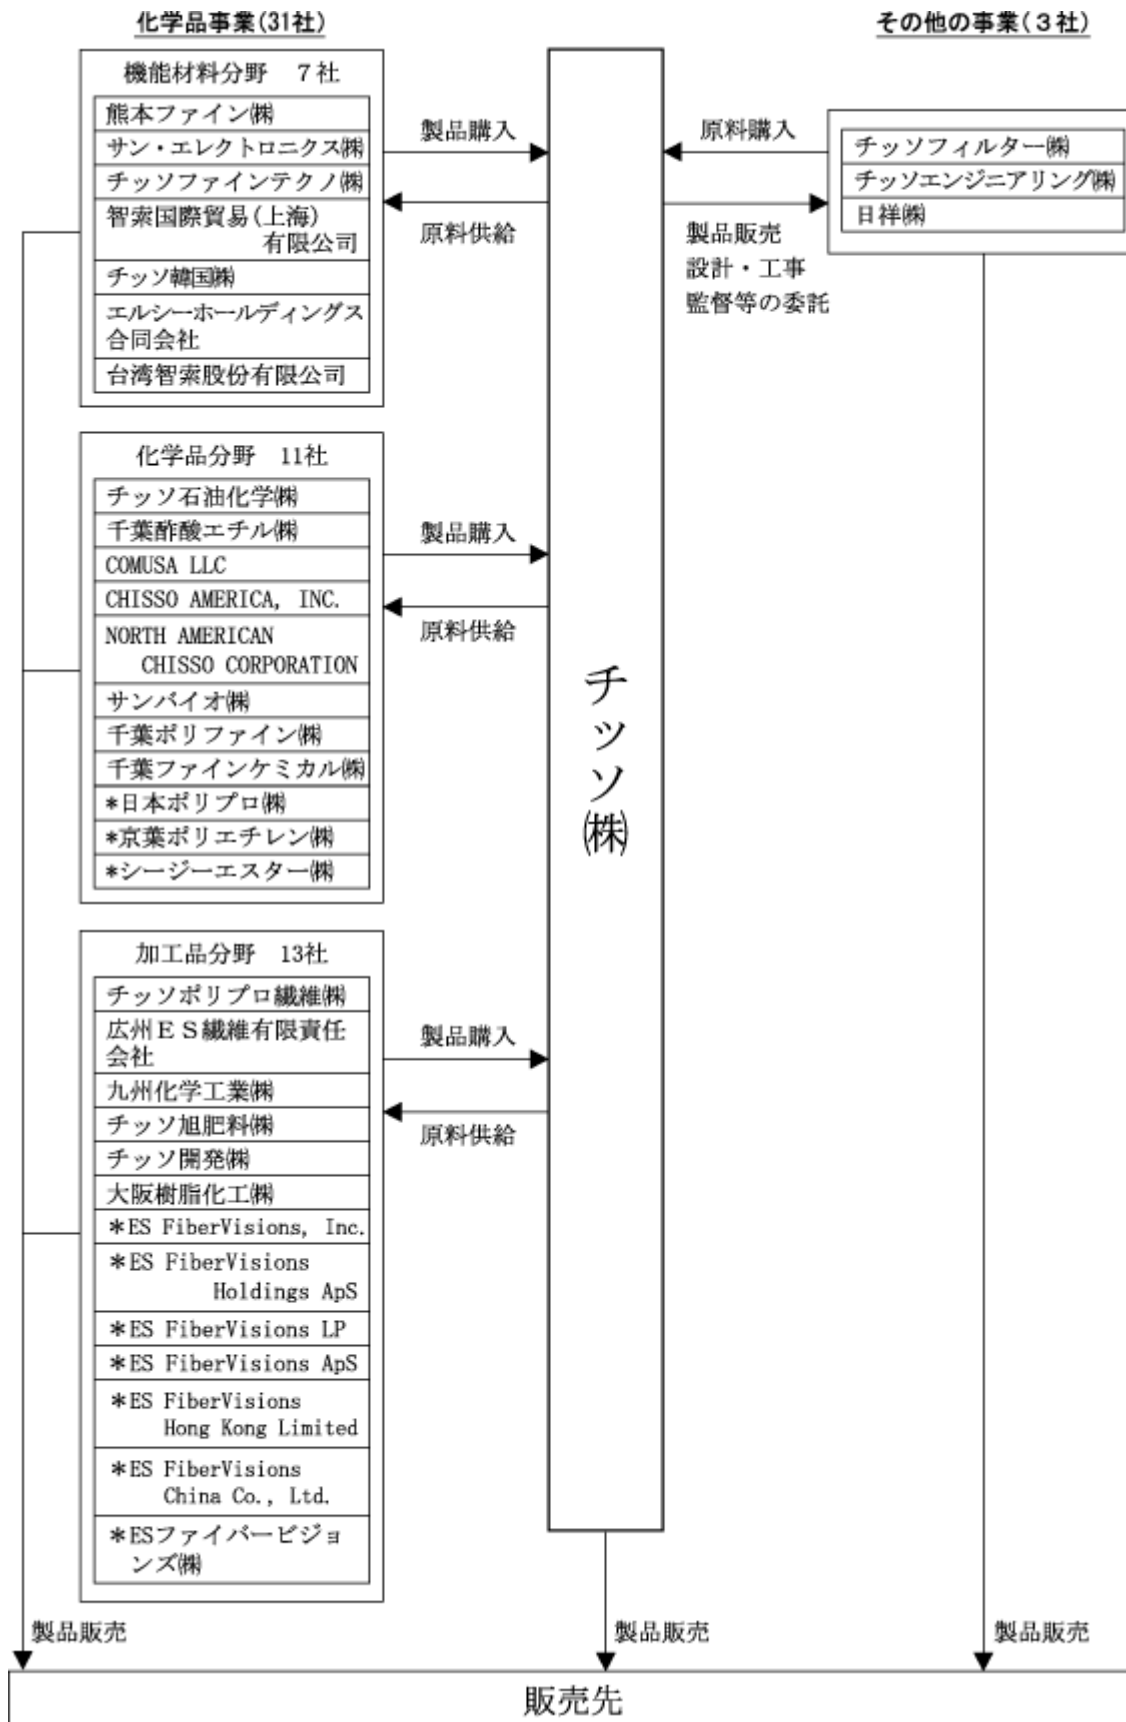 化学品事業(31社)
機能材料分野　7社
熊本ファイン㈱
サン・エレクトロニクス㈱
チッソファインテクノ㈱
智索国際貿易(上海)
有限公司
チッソ韓国㈱
エルシーホールディングス
合同会社
台湾智索股份有限公司
製品購入
原料供給
化学品分野　11社
チッソ石油化学㈱
千葉酢酸エチル㈱
COMUSA LLC
CHISSO AMERICA, INC.
NORTH AMERICAN
CHISSO CORPORATION
サンバイオ㈱
千葉ポリファイン㈱
千葉ファインケミカル㈱
*日本ポリプロ㈱
*京葉ポリエチレン㈱
*シージーエスター㈱
製品購入
原料供給
加工品分野　13社
チッソポリプロ繊維㈱
広州ES繊維有限責任
会社
九州化学工業㈱
チッソ旭肥料㈱
チッソ開発㈱
大阪樹脂化工㈱
*ES FiberVisions, Inc.
*ES FiberVisions
Holdings ApS
*ES FiberVisions LP
*ES FiberVisions ApS
*ES FiberVisions
Hong Kong Limited
*ES FiberVisions
China Co., Ltd.
*ESファイバービジョ
ンズ㈱
製品購入
原料供給
チッソ㈱
その他の事業(3社)
原料購入
製品販売
設計・工事
監督等の委託
チッソフィルター㈱
チッソエンジニアリング㈱
日祥㈱
製品販売
製品販売
製品販売
販売先